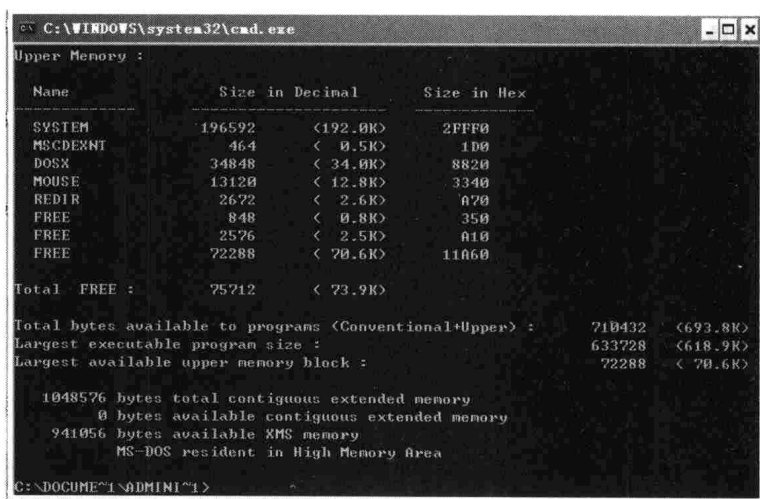 C:\WINDOWS\system32\cmd.exe
Upper Memory :
Name Size in Decimal Size in Hex
SYSTEM 196592 (192.0K) 2FFF0
MSCDEXNT 464 ( 0.5K) 1D0
DOSX 34848 ( 34.0K) 8820
MOUSE 13120 ( 12.8K) 3340
REDIR 2672 ( 2.6K) A70
FREE 848 ( 0.8K) 350
FREE 2576 ( 2.5K) A10
FREE 72288 ( 70.6K) 11A60
Total FREE : 75712 ( 73.9K)
Total bytes available to programs (Conventional+Upper) : 710432 (693.8K)
Largest executable program size : 633728 (618.9K)
Largest available upper memory block : 72288 ( 70.6K)
1048576 bytes total contiguous extended memory
0 bytes available contiguous extended memory
941056 bytes available XMS memory
MS-DOS resident in High Memory Area
C:\DOCUME~1\ADMINI~1>